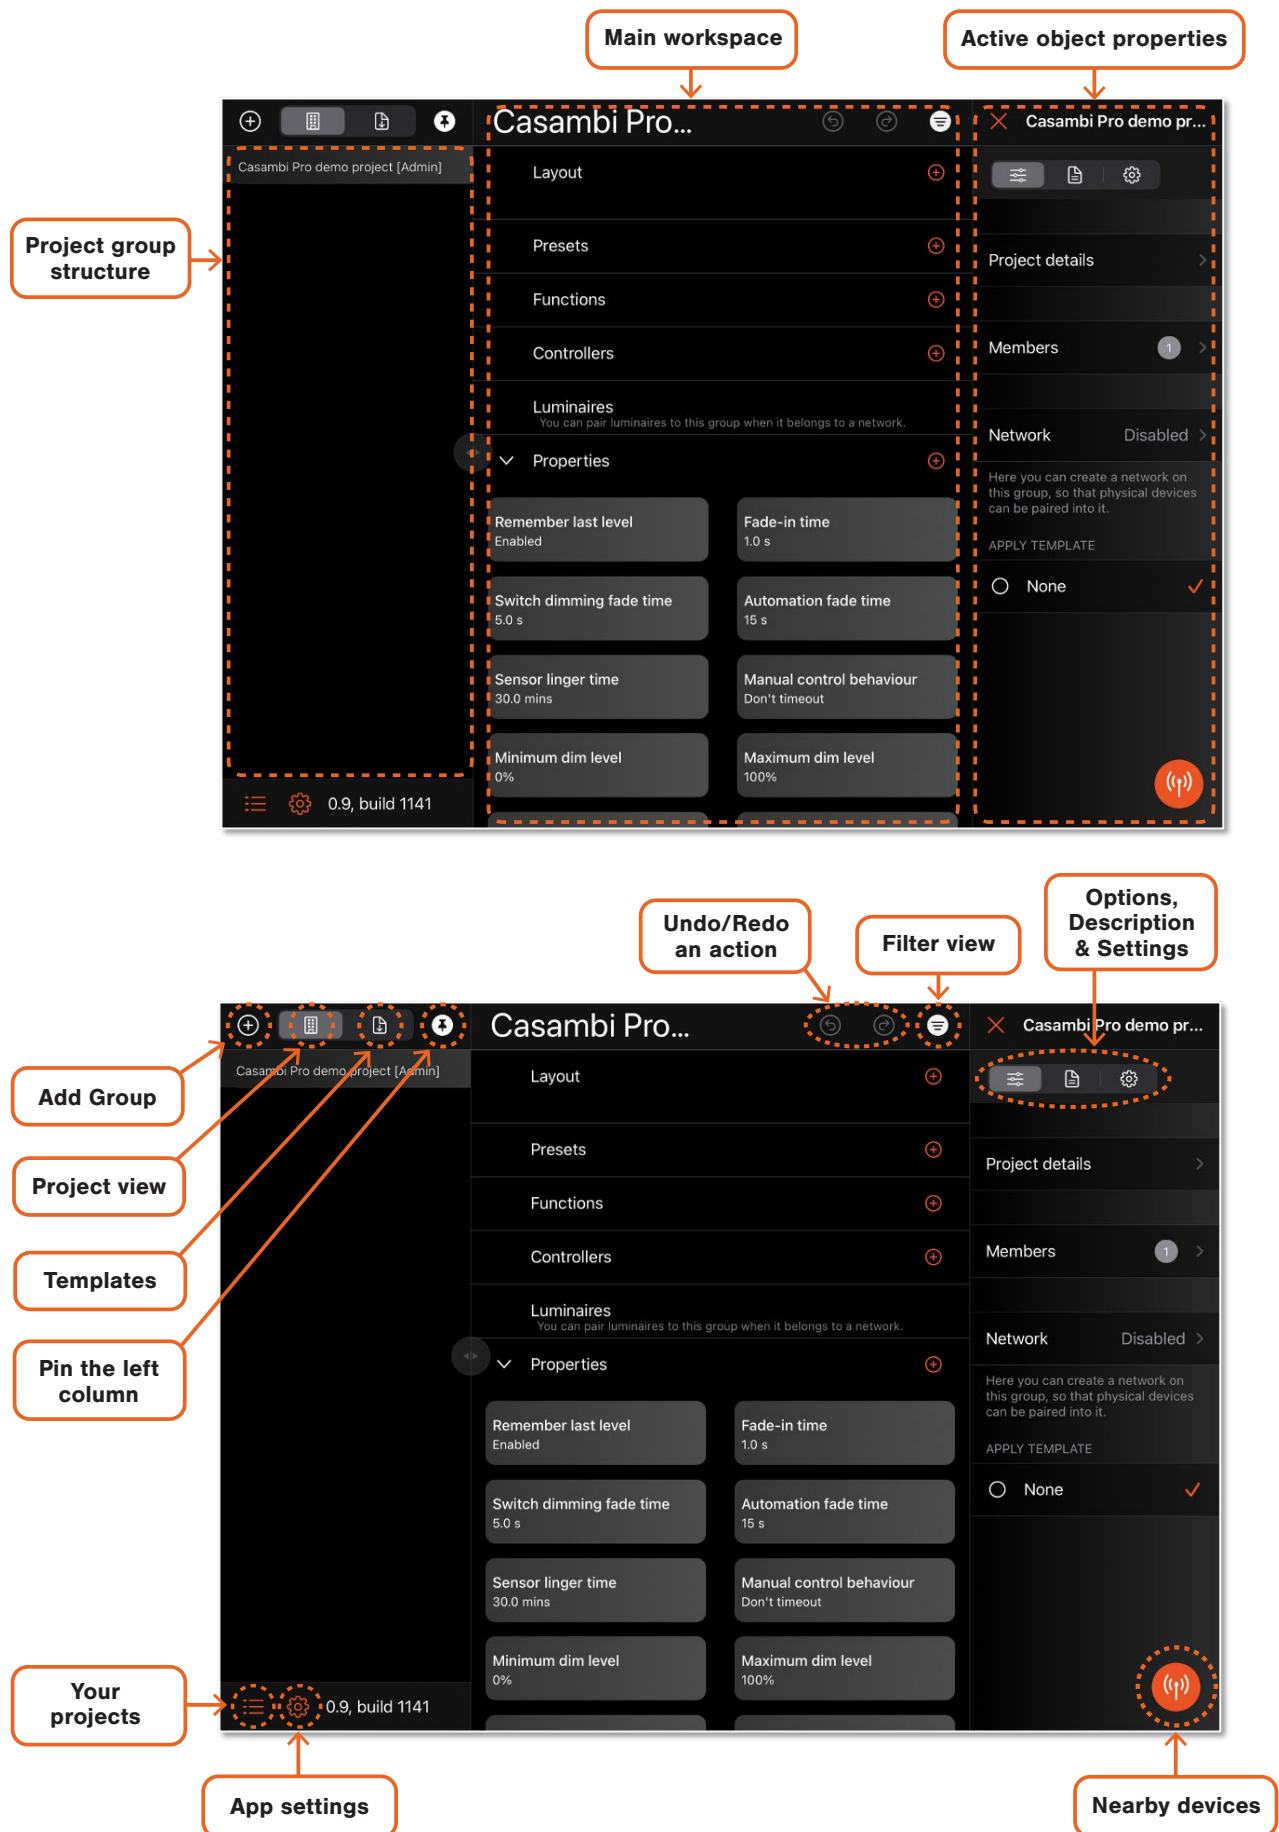 Main workspace
Active object properties
Casambi Pro...
Casambi Pro demo pr...
Casambi Pro demo project [Admin]
Layout
Project group
structure
Presets
Project details
Functions
Controllers
Members
1
Luminaires
You can pair luminaires to this group when it belongs to a network.
Network
Disabled
Properties
Here you can create a network on
this group, so that physical devices
can be paired into it.
Remember last level
Enabled
Fade-in time
1.0 s
APPLY TEMPLATE
None
Switch dimming fade time
5.0 s
Automation fade time
15 s
Sensor linger time
30.0 mins
Manual control behaviour
Don't timeout
Minimum dim level
0%
Maximum dim level
100%
0.9, build 1141
Undo/Redo
an action
Filter view
Options,
Description
& Settings
Casambi Pro...
Casambi Pro demo pr...
Casambi Pro demo project [Admin]
Layout
Add Group
Presets
Project details
Project view
Functions
Controllers
Members
1
Templates
Luminaires
You can pair luminaires to this group when it belongs to a network.
Network
Disabled
Pin the left
column
Properties
Here you can create a network on
this group, so that physical devices
can be paired into it.
Remember last level
Enabled
Fade-in time
1.0 s
APPLY TEMPLATE
None
Switch dimming fade time
5.0 s
Automation fade time
15 s
Sensor linger time
30.0 mins
Manual control behaviour
Don't timeout
Minimum dim level
0%
Maximum dim level
100%
Your
projects
0.9, build 1141
App settings
Nearby devices